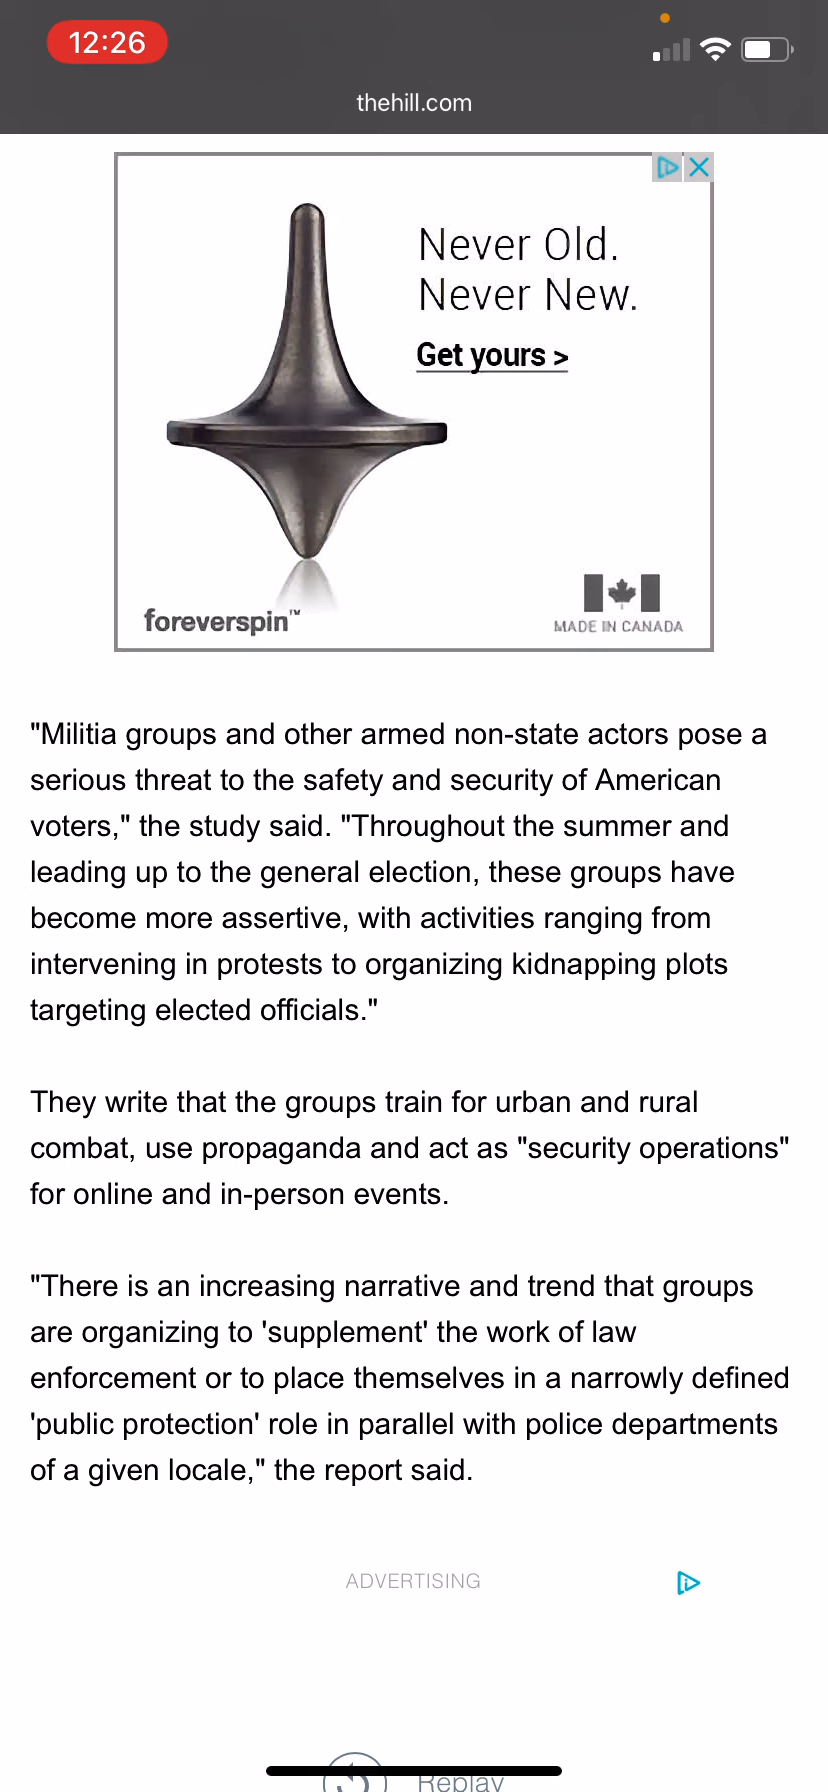 12:26
thehill.com
Never Old.
Never New.
Get yours >
foreverspin™
MADE IN CANADA
"Militia groups and other armed non-state actors pose a
serious threat to the safety and security of American
voters," the study said. "Throughout the summer and
leading up to the general election, these groups have
become more assertive, with activities ranging from
intervening in protests to organizing kidnapping plots
targeting elected officials."
They write that the groups train for urban and rural
combat, use propaganda and act as "security operations"
for online and in-person events.
"There is an increasing narrative and trend that groups
are organizing to 'supplement' the work of law
enforcement or to place themselves in a narrowly defined
'public protection' role in parallel with police departments
of a given locale," the report said.
ADVERTISING
Replay